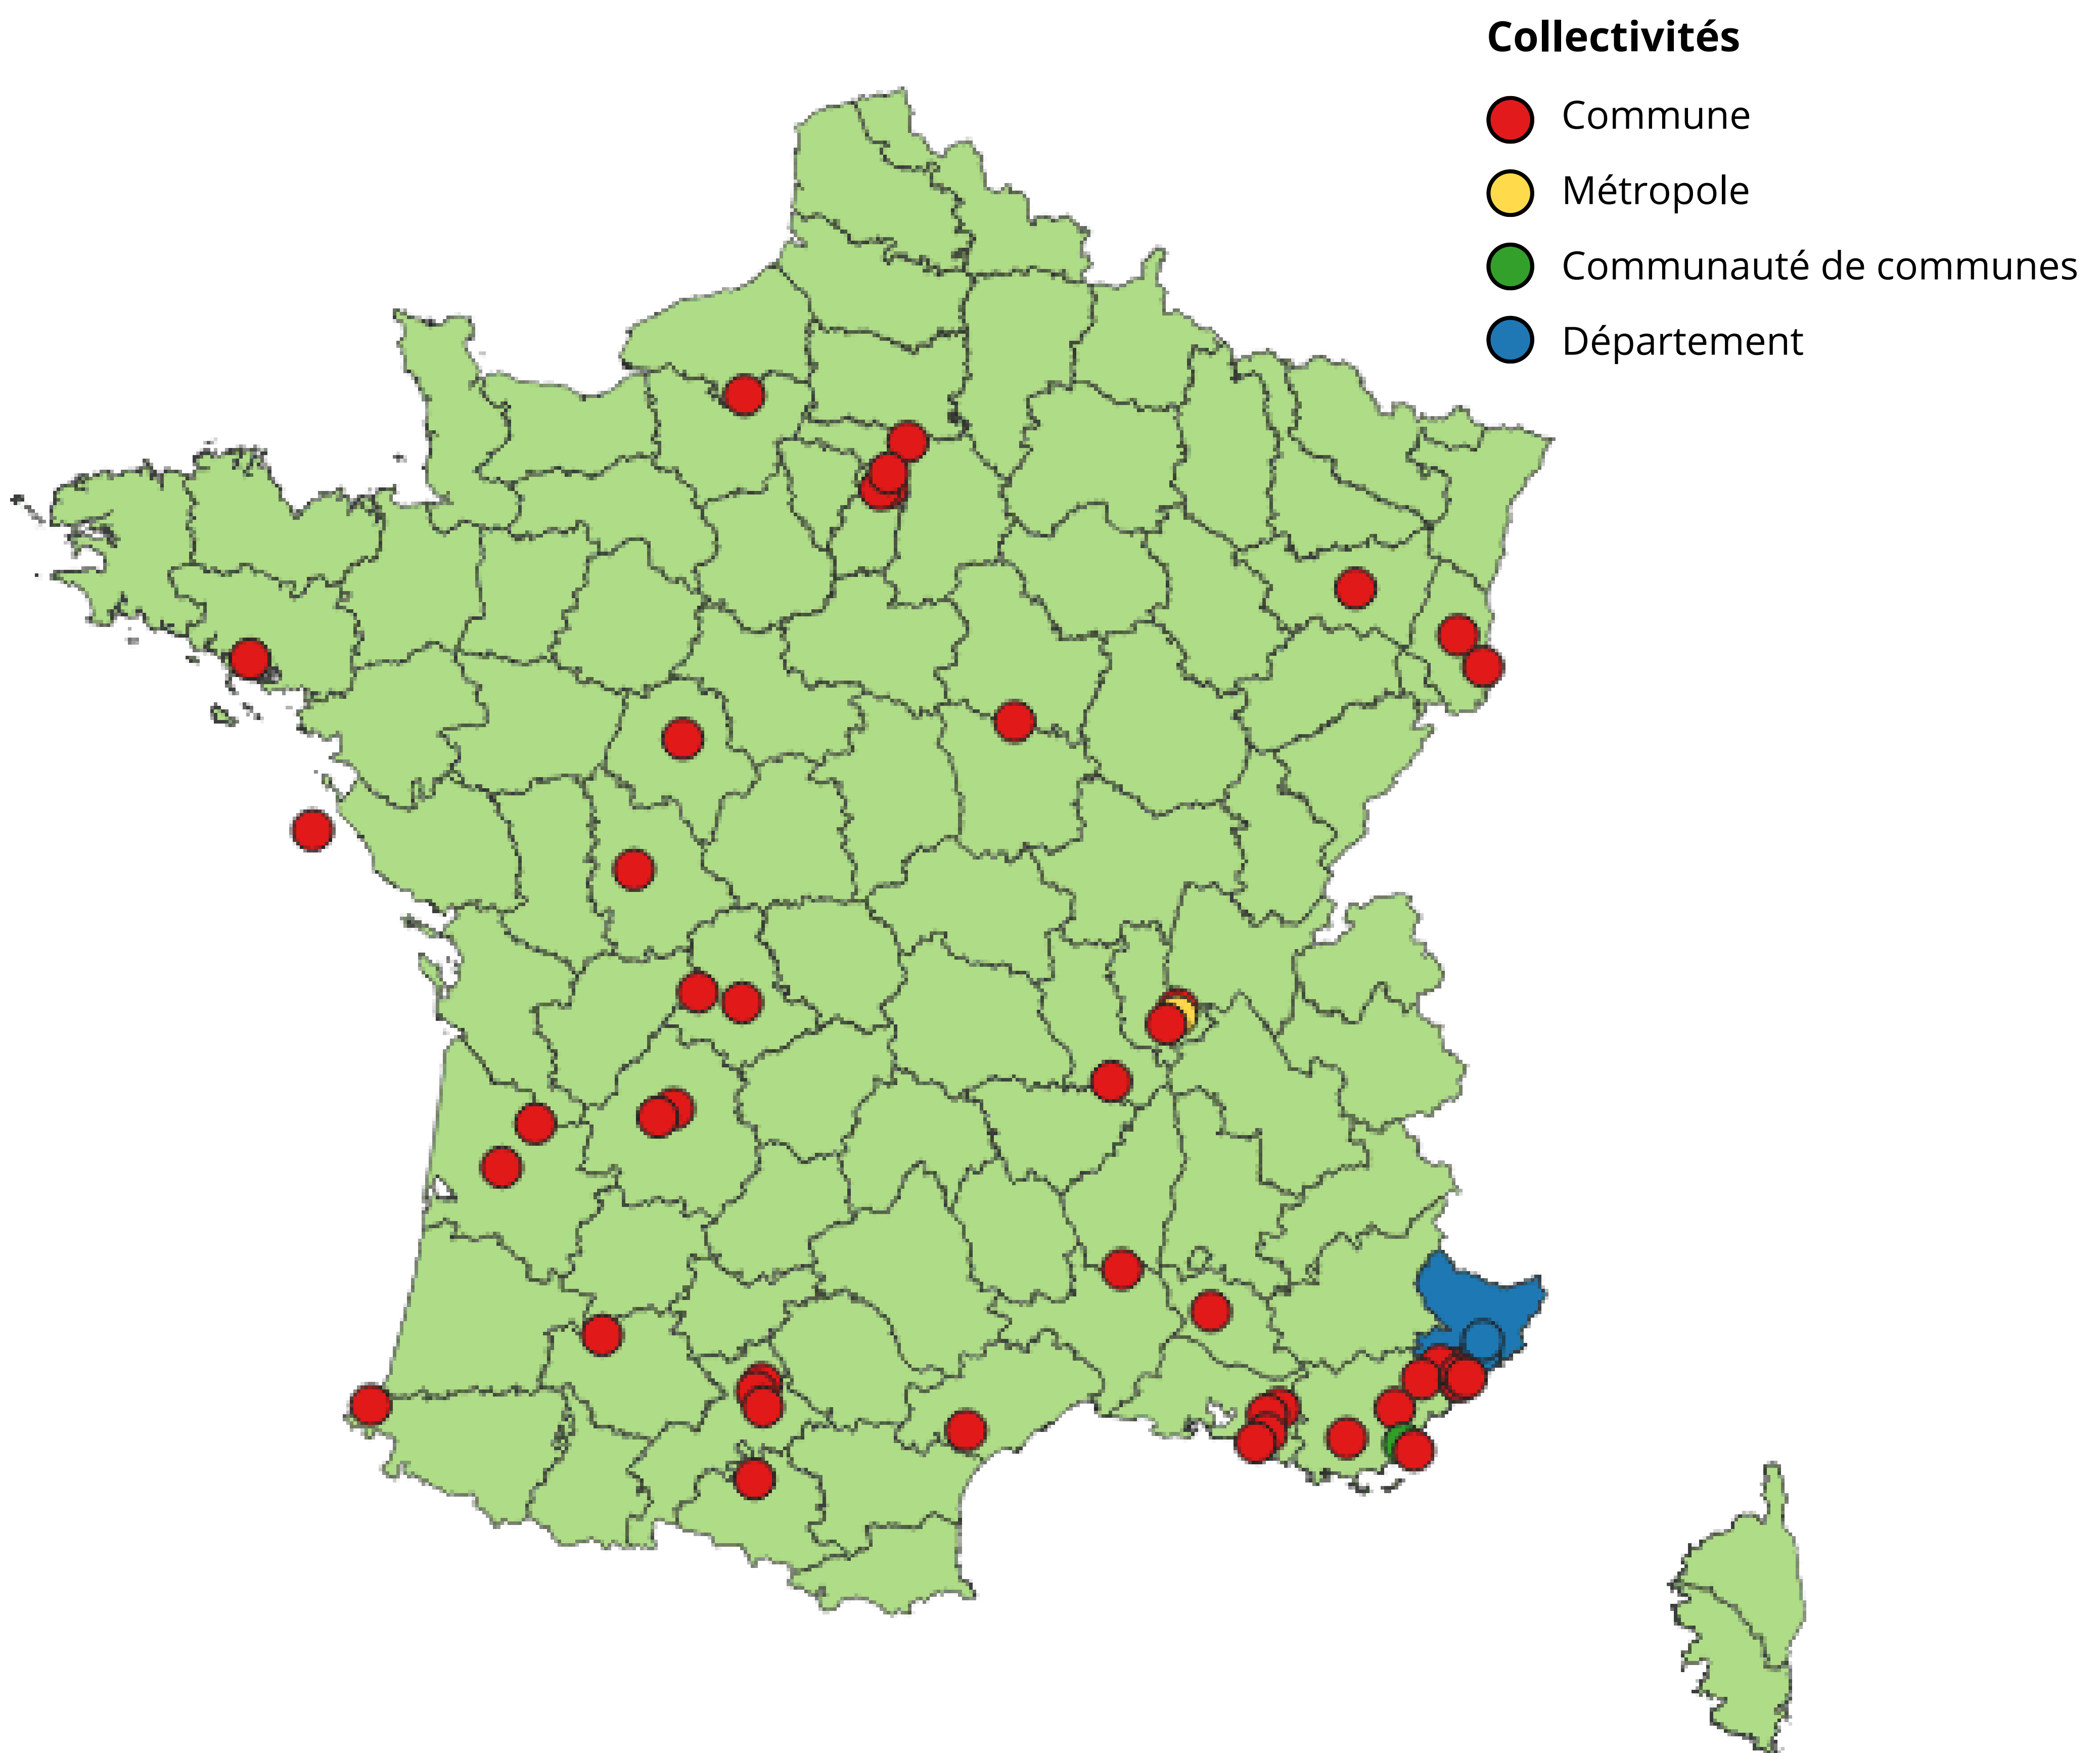 Collectivités
Commune
Métropole
Communauté de communes
Département